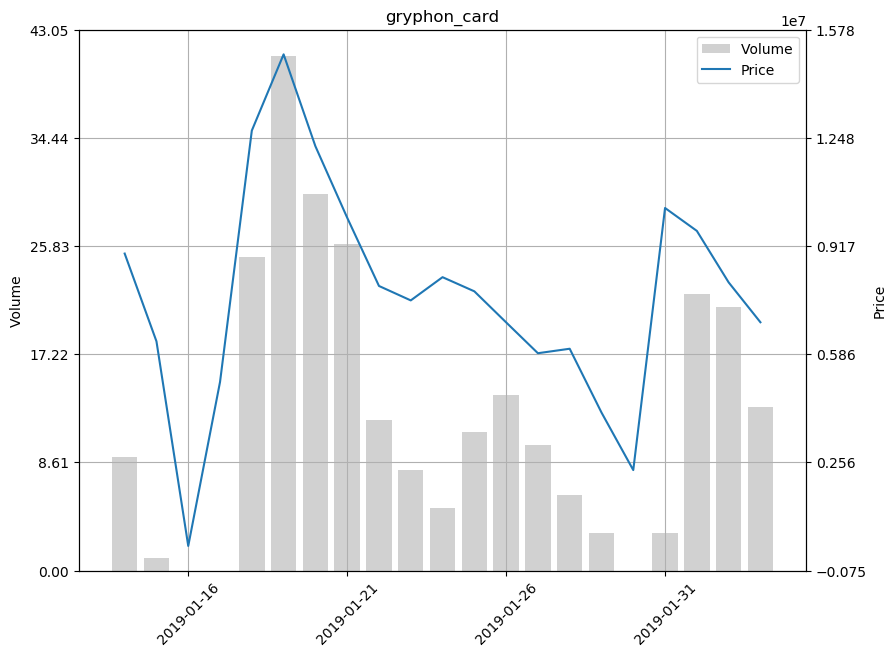 gryphon_card
1e7
43.05
34.44
25.83
17.22
8.61
0.00
Volume
Volume
Price
1.578
1.248
0.917
0.586
0.256
−0.075
Price
2019-01-16
2019-01-21
2019-01-26
2019-01-31